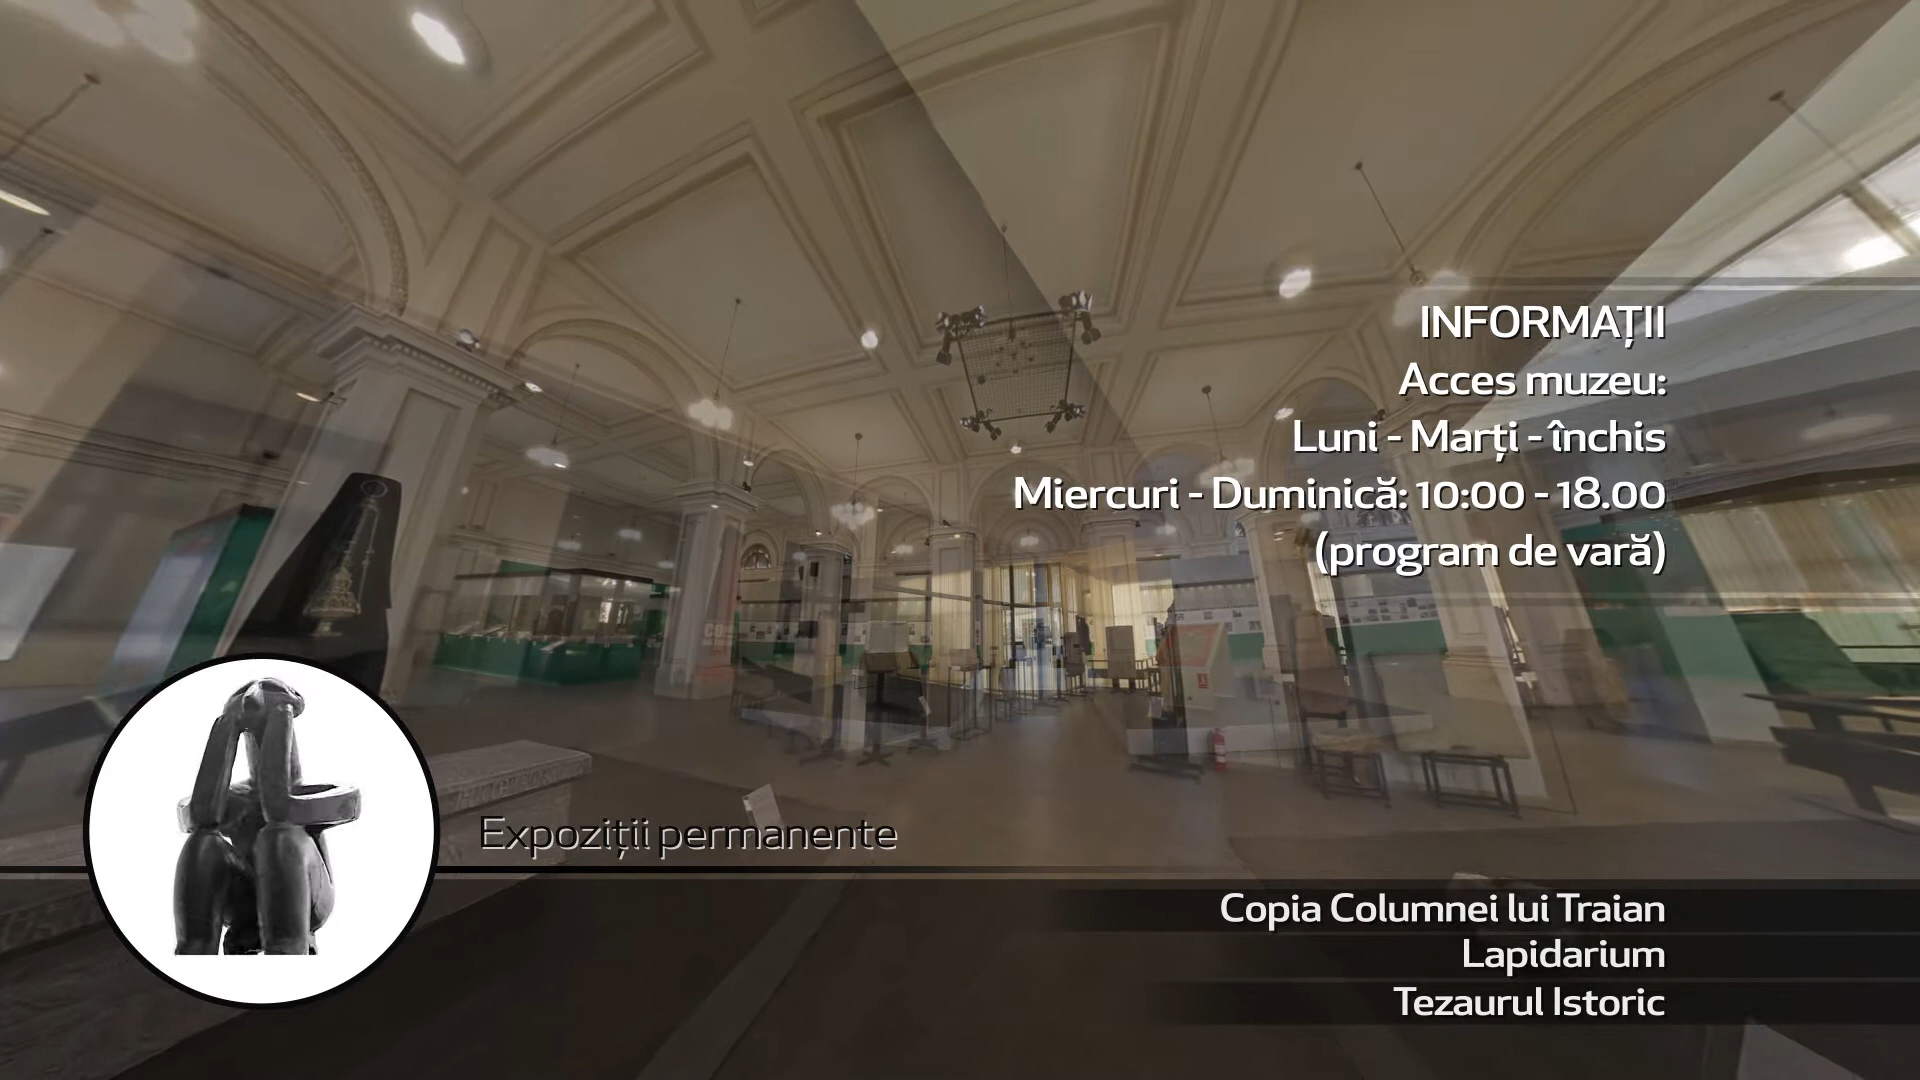 INFORMAȚII
Acces muzeu:
Luni - Marți - închis
Miercuri - Duminică: 10:00 - 18.00
(program de vară)
Expoziții permanente
Copia Columnei lui Traian
Lapidarium
Tezaurul Istoric